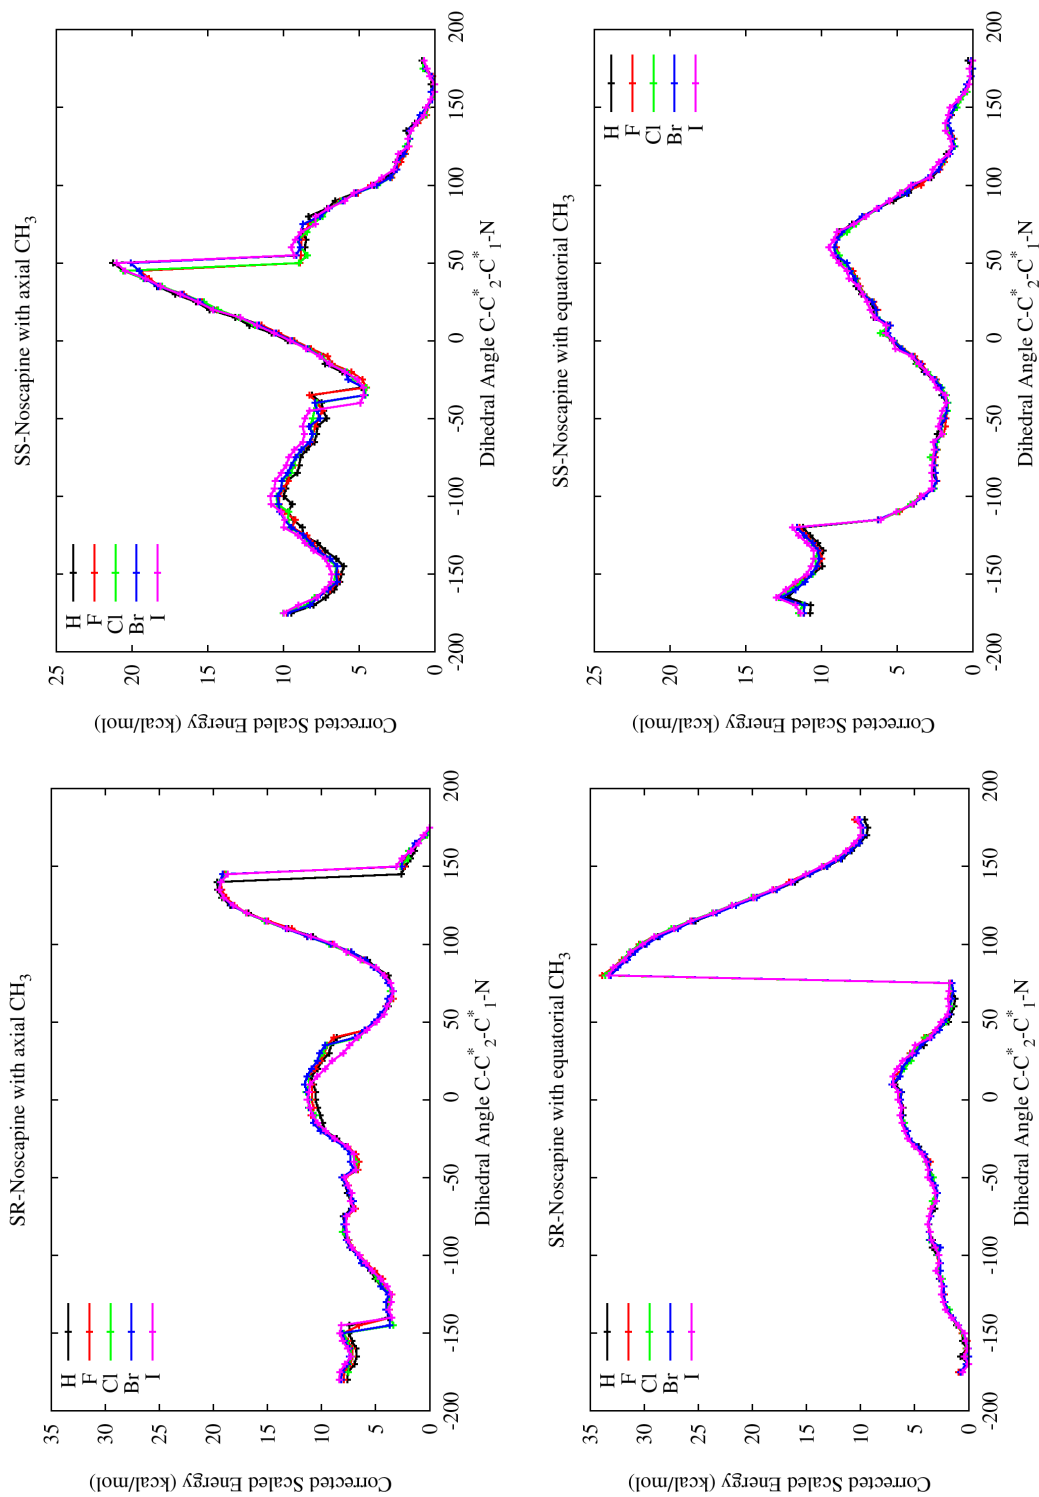 SR-Noscapine with axial CH₃
Corrected Scaled Energy (kcal/mol)
35
30
25
20
15
10
5
0
-200 -150 -100 -50 0 50 100 150 200
Dihedral Angle C-C*₂-C*₁-N
H
F
Cl
Br
I
SS-Noscapine with axial CH₃
Corrected Scaled Energy (kcal/mol)
25
20
15
10
5
0
-200 -150 -100 -50 0 50 100 150 200
Dihedral Angle C-C*₂-C*₁-N
H
F
Cl
Br
I
SR-Noscapine with equatorial CH₃
Corrected Scaled Energy (kcal/mol)
35
30
25
20
15
10
5
0
-200 -150 -100 -50 0 50 100 150 200
Dihedral Angle C-C*₂-C*₁-N
H
F
Cl
Br
I
SS-Noscapine with equatorial CH₃
Corrected Scaled Energy (kcal/mol)
25
20
15
10
5
0
-200 -150 -100 -50 0 50 100 150 200
Dihedral Angle C-C*₂-C*₁-N
H
F
Cl
Br
I